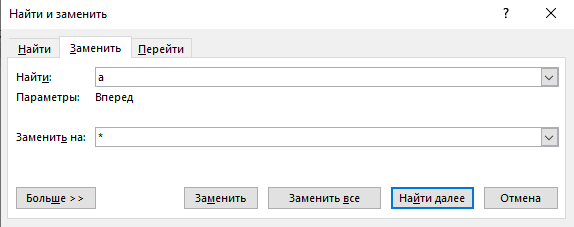 Найти и заменить
Найти Заменить Перейти
Найти: а
Параметры: Вперед
Заменить на: *
Больше >> Заменить Заменить все Найти далее Отмена